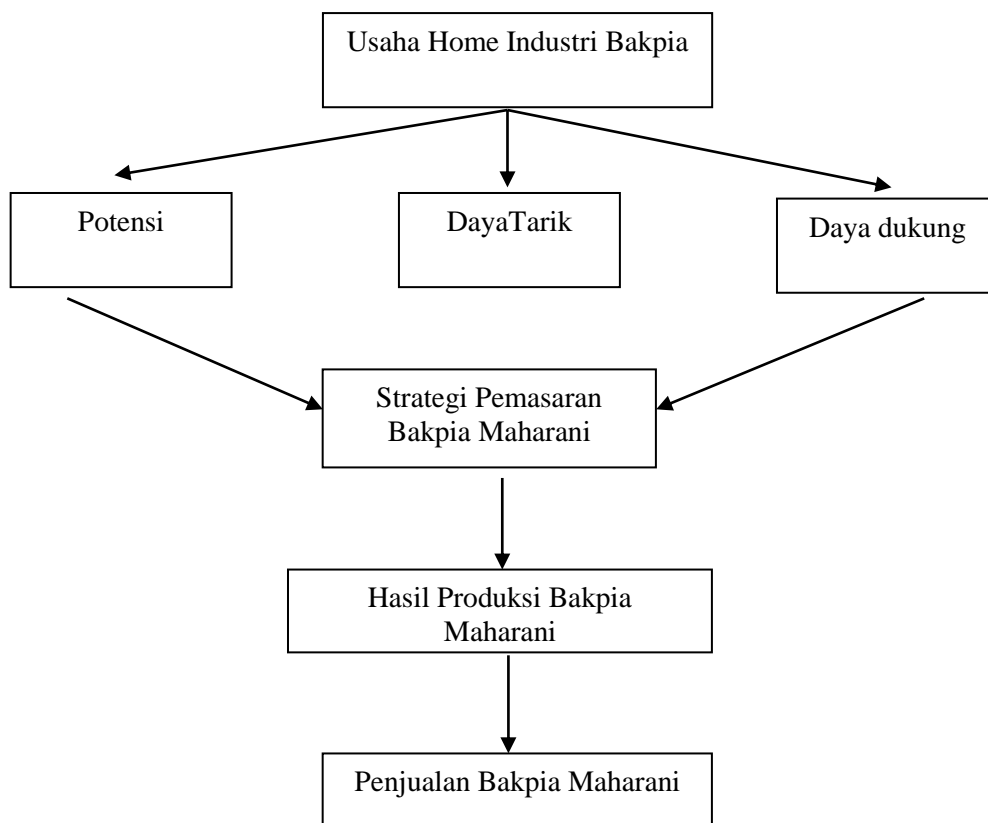 Usaha Home Industri Bakpia
Potensi
DayaTarik
Daya dukung
Strategi Pemasaran
Bakpia Maharani
Hasil Produksi Bakpia
Maharani
Penjualan Bakpia Maharani